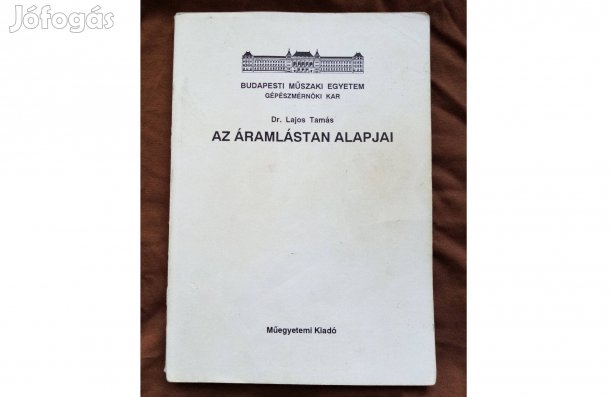 Jófogás
BUDAPESTI MŰSZAKI EGYETEM
GÉPÉSZMÉRNÖKI KAR
Dr. Lajos Tamás
AZ ÁRAMLÁSTAN ALAPJAI
Műegyetemi Kiadó